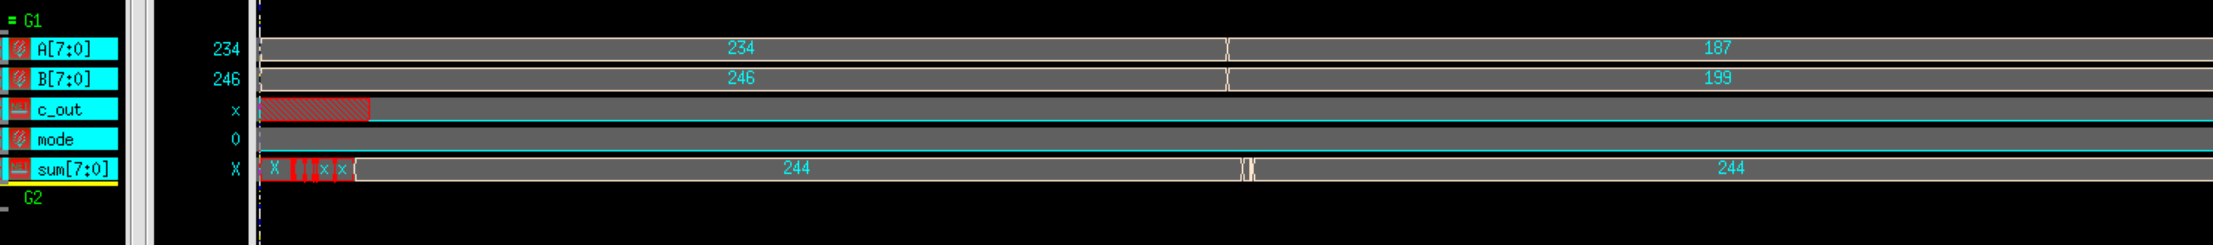 = G1
A[7:0] 234 234 187
B[7:0] 246 246 199
c_out x
mode 0
sum[7:0] X X x x 244 244
G2